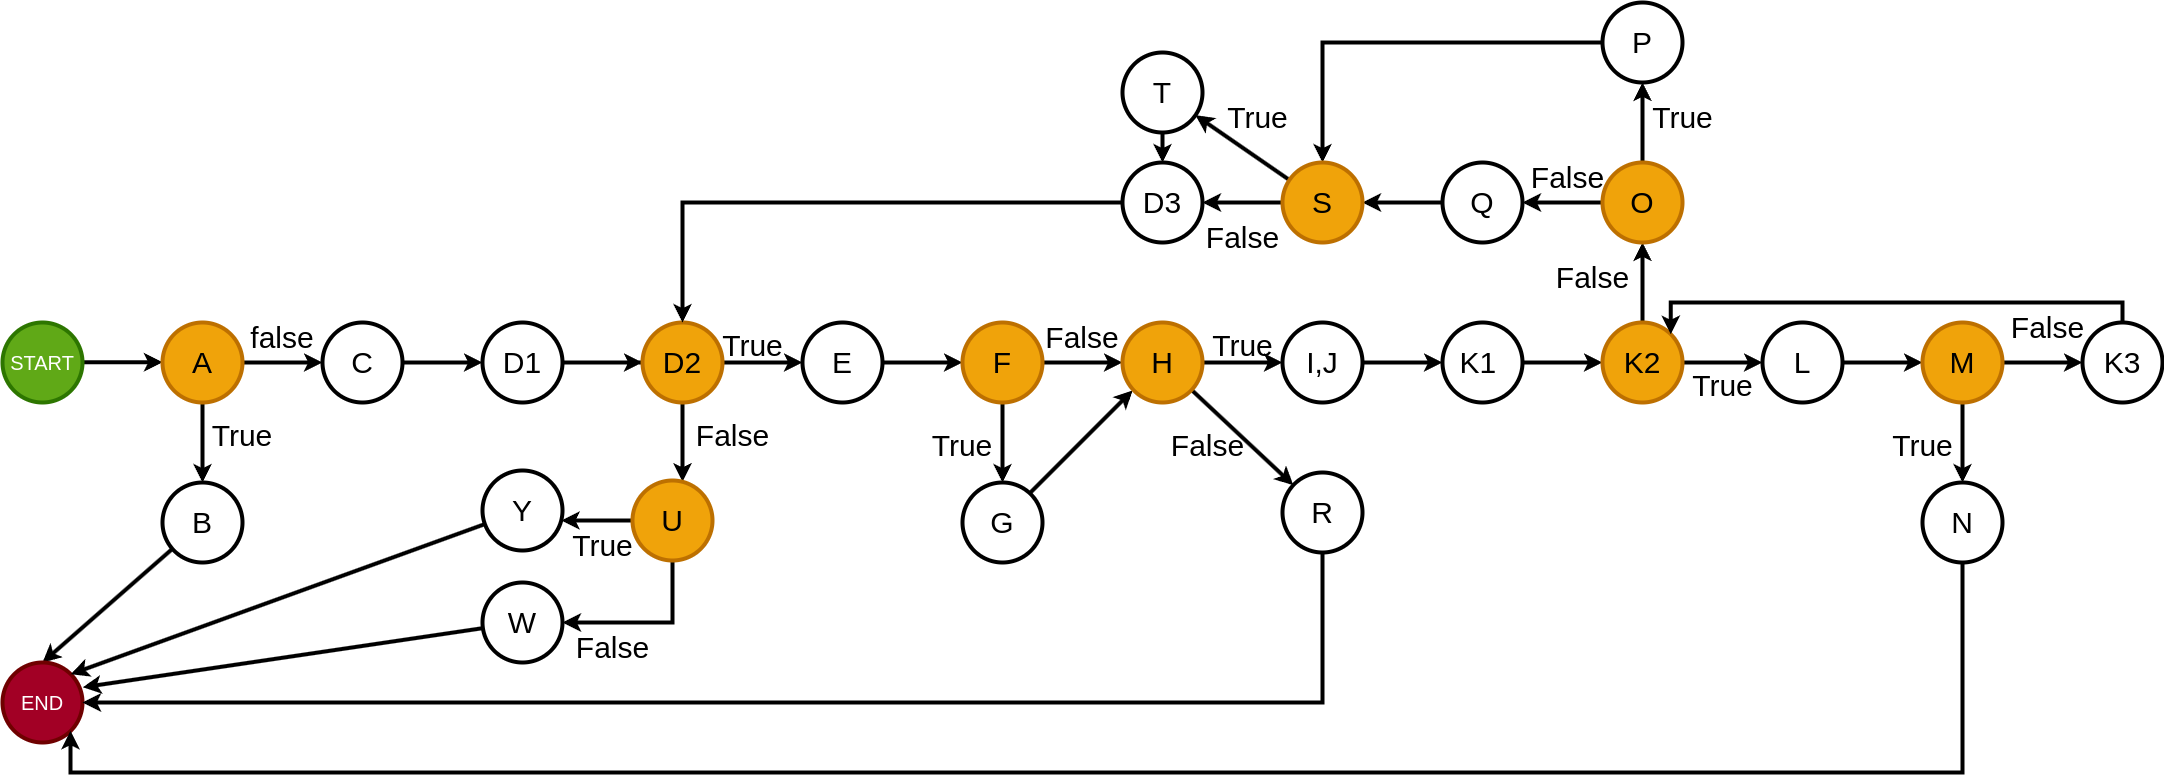 P
T
True
True
False
D3
S
Q
O
False
False
START
A
false
C
D1
D2
True
E
F
False
H
True
I,J
K1
K2
True
L
M
False
K3
True
False
True
False
True
Y
U
B
G
R
N
True
W
False
END